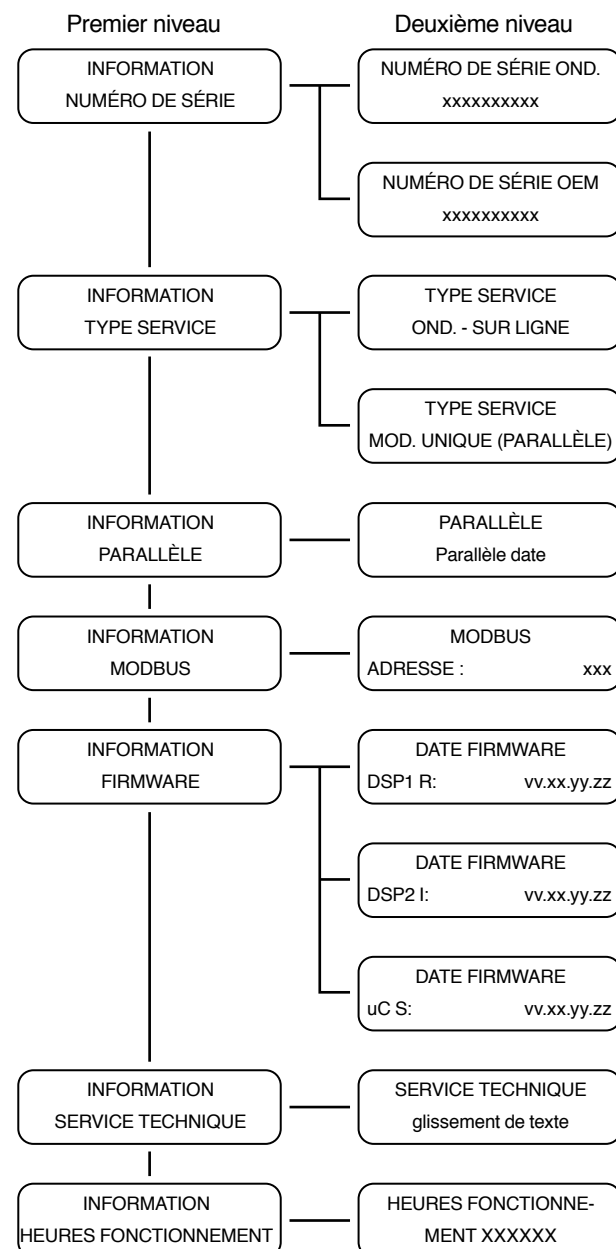 Premier niveau
Deuxième niveau
INFORMATION
NUMÉRO DE SÉRIE
NUMÉRO DE SÉRIE OND.
xxxxxxxxxx
NUMÉRO DE SÉRIE OEM
xxxxxxxxxx
INFORMATION
TYPE SERVICE
TYPE SERVICE
OND. - SUR LIGNE
TYPE SERVICE
MOD. UNIQUE (PARALLÈLE)
INFORMATION
PARALLÈLE
PARALLÈLE
Parallèle date
INFORMATION
MODBUS
MODBUS
ADRESSE : xxx
INFORMATION
FIRMWARE
DATE FIRMWARE
DSP1 R: vv.xx.yy.zz
DATE FIRMWARE
DSP2 I: vv.xx.yy.zz
DATE FIRMWARE
uC S: vv.xx.yy.zz
INFORMATION
SERVICE TECHNIQUE
SERVICE TECHNIQUE
glissement de texte
INFORMATION
HEURES FONCTIONNEMENT
HEURES FONCTIONNE-
MENT XXXXXX